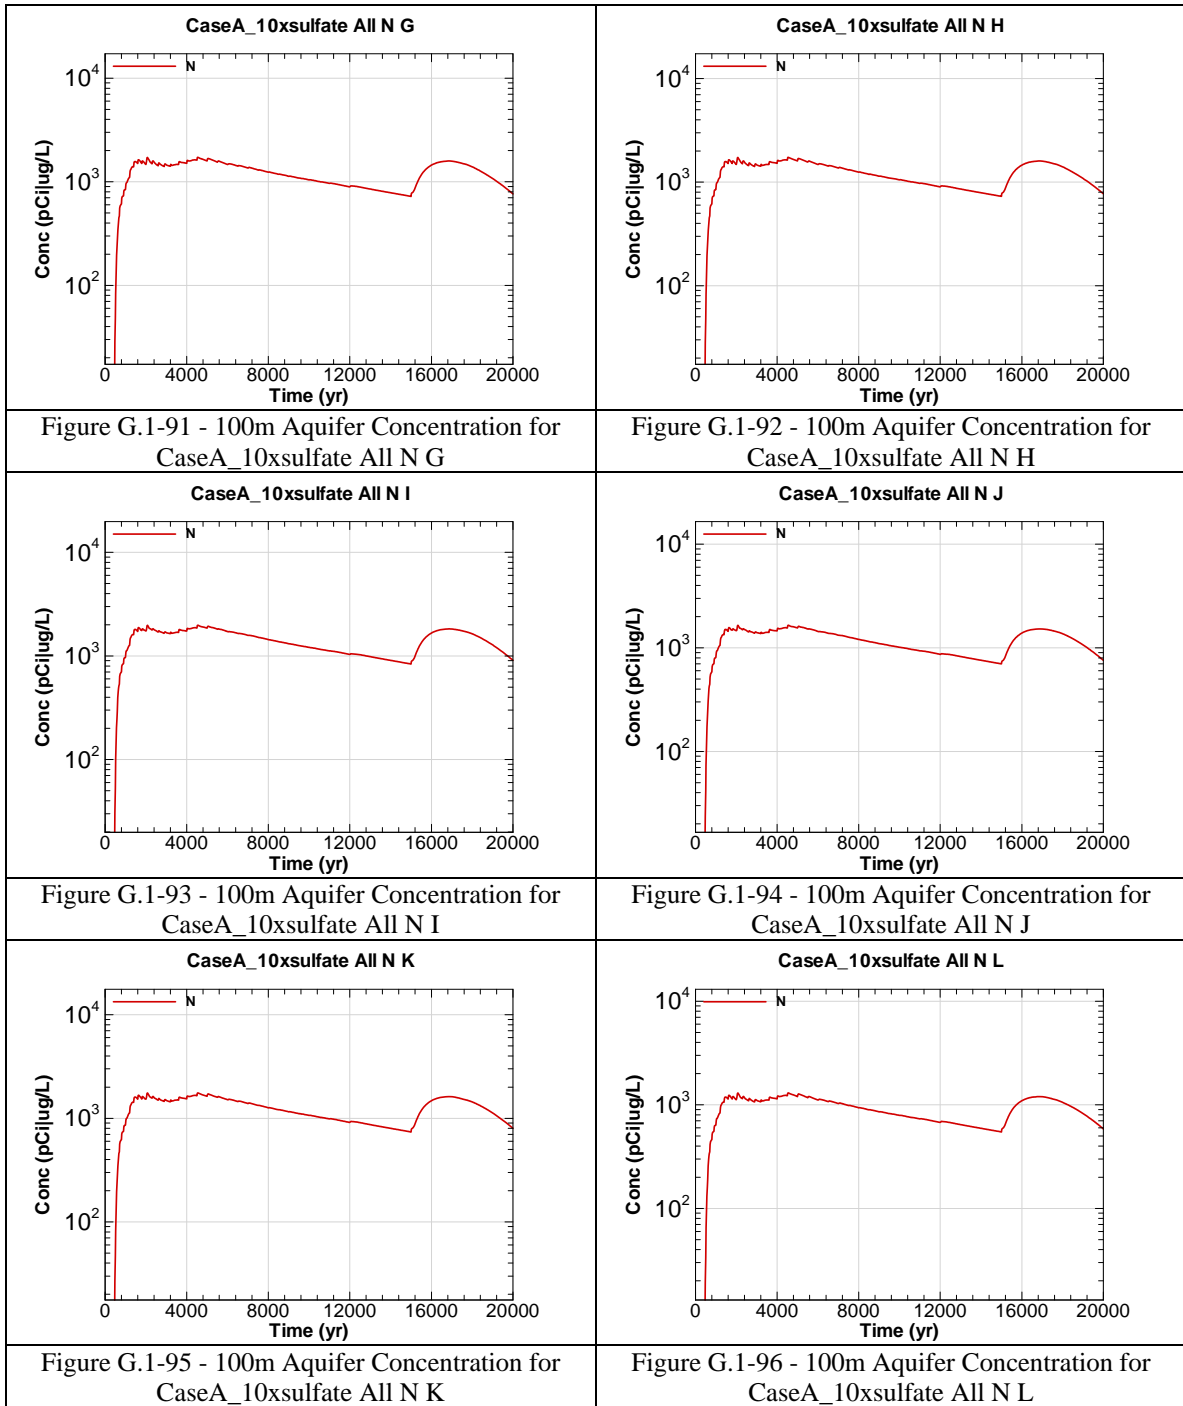 CaseA_10xsulfate All N G
N
10^4
10^3
10^2
Conc (pCi|ug/L)
0 4000 8000 12000 16000 20000
Time (yr)
Figure G.1-91 - 100m Aquifer Concentration for
CaseA_10xsulfate All N G
CaseA_10xsulfate All N H
N
10^4
10^3
10^2
Conc (pCi|ug/L)
0 4000 8000 12000 16000 20000
Time (yr)
Figure G.1-92 - 100m Aquifer Concentration for
CaseA_10xsulfate All N H
CaseA_10xsulfate All N I
N
10^4
10^3
10^2
Conc (pCi|ug/L)
0 4000 8000 12000 16000 20000
Time (yr)
Figure G.1-93 - 100m Aquifer Concentration for
CaseA_10xsulfate All N I
CaseA_10xsulfate All N J
N
10^4
10^3
10^2
Conc (pCi|ug/L)
0 4000 8000 12000 16000 20000
Time (yr)
Figure G.1-94 - 100m Aquifer Concentration for
CaseA_10xsulfate All N J
CaseA_10xsulfate All N K
N
10^4
10^3
10^2
Conc (pCi|ug/L)
0 4000 8000 12000 16000 20000
Time (yr)
Figure G.1-95 - 100m Aquifer Concentration for
CaseA_10xsulfate All N K
CaseA_10xsulfate All N L
N
10^4
10^3
10^2
Conc (pCi|ug/L)
0 4000 8000 12000 16000 20000
Time (yr)
Figure G.1-96 - 100m Aquifer Concentration for
CaseA_10xsulfate All N L